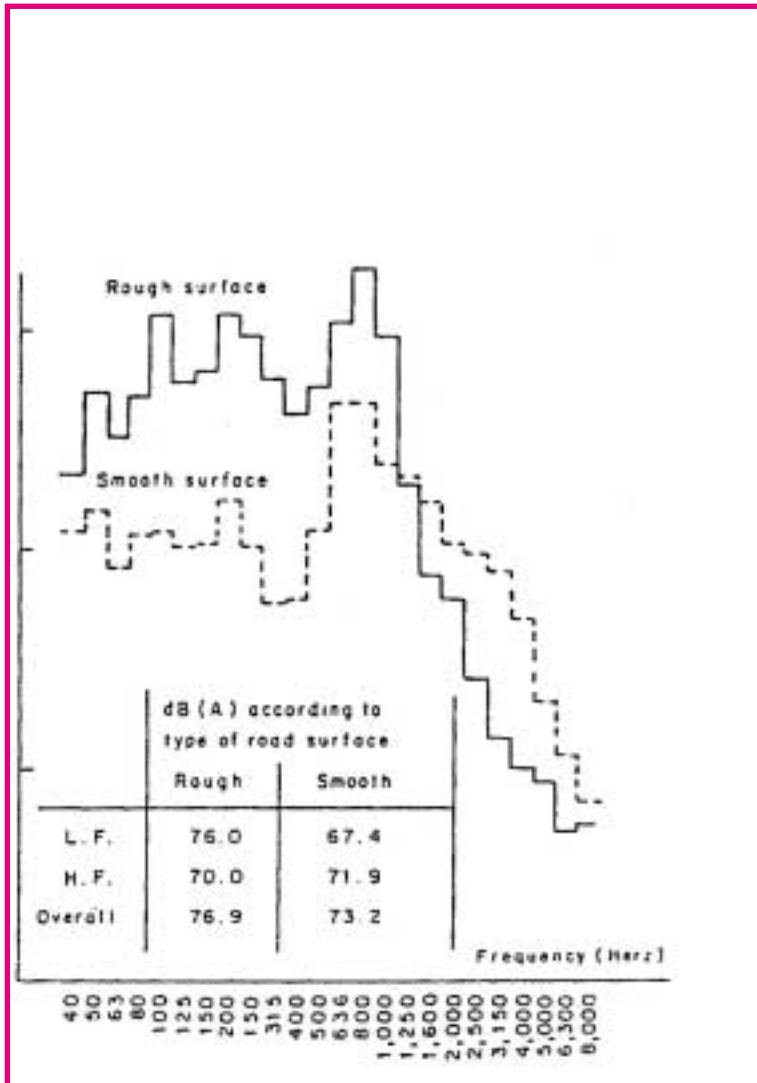 Rough surface
Smooth surface
dB (A) according to
type of road surface
Rough Smooth
L.F. 76.0 67.4
H.F. 70.0 71.9
Overall 76.9 73.2
Frequency (Herz)
40
50
63
80
100
125
150
200
150
315
400
500
636
800
1,000
1,250
1,600
2,000
2,500
3,150
4,000
5,000
6,300
8,000